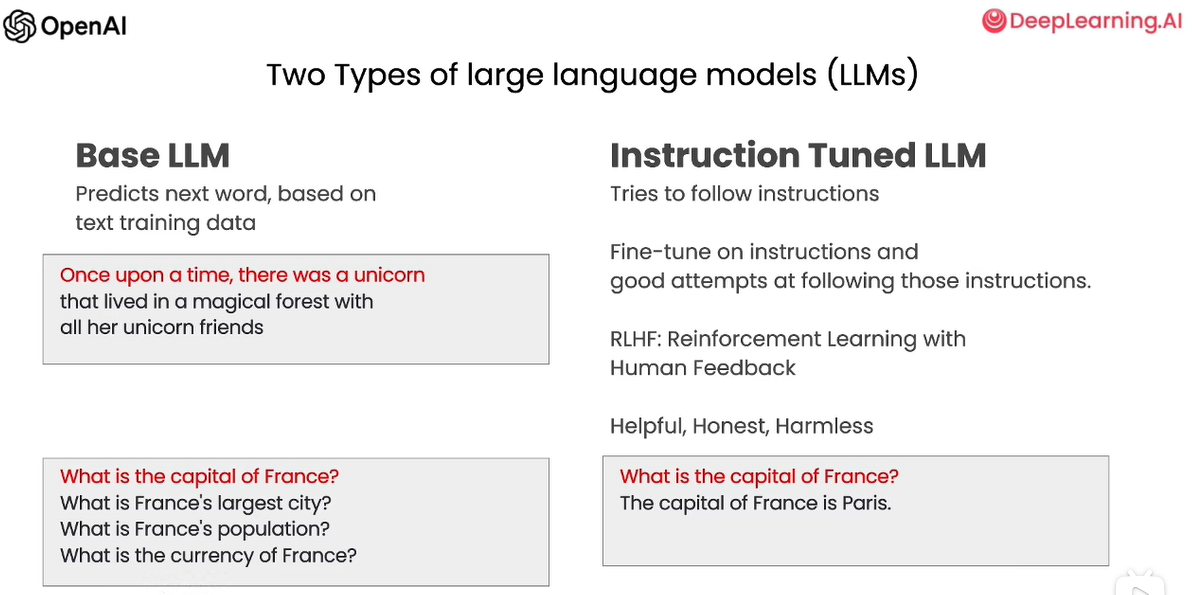 OpenAI
DeepLearning.AI
Two Types of large language models (LLMs)
Base LLM
Predicts next word, based on
text training data
Once upon a time, there was a unicorn
that lived in a magical forest with
all her unicorn friends
What is the capital of France?
What is France's largest city?
What is France's population?
What is the currency of France?
Instruction Tuned LLM
Tries to follow instructions
Fine-tune on instructions and
good attempts at following those instructions.
RLHF: Reinforcement Learning with
Human Feedback
Helpful, Honest, Harmless
What is the capital of France?
The capital of France is Paris.